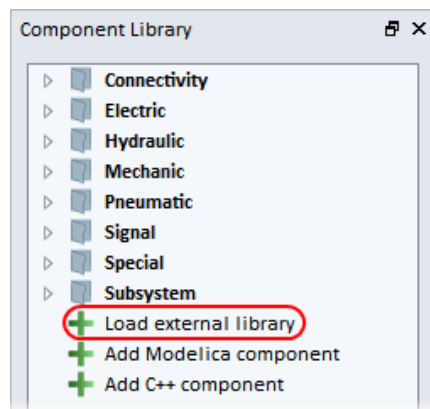 Component Library
Connectivity
Electric
Hydraulic
Mechanic
Pneumatic
Signal
Special
Subsystem
Load external library
Add Modelica component
Add C++ component